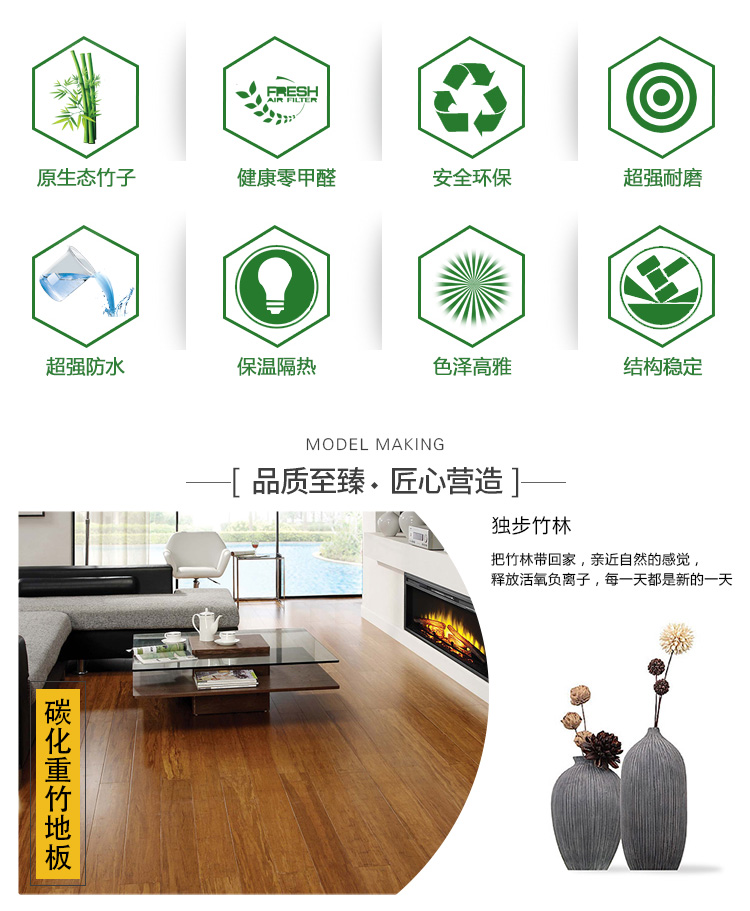 FRESH
AIR FILTER
原生态竹子
健康零甲醛
安全环保
超强耐磨
超强防水
保温隔热
色泽高雅
结构稳定
MODEL MAKING
[ 品质至臻 · 匠心营造 ]
独步竹林
把竹林带回家，亲近自然的感觉，
释放活氧负离子，每一天都是新的一天
碳化重竹地板